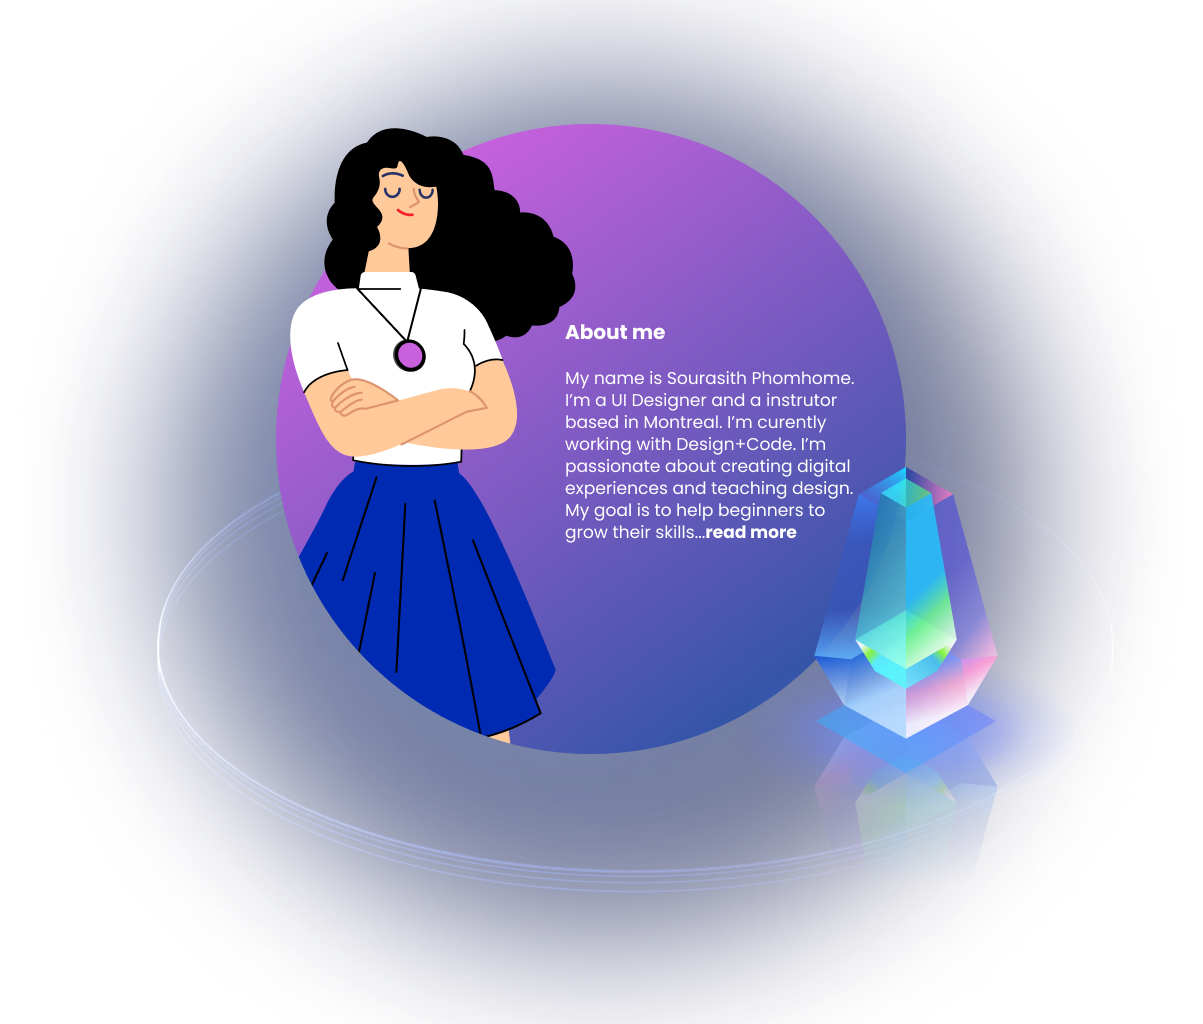 About me
My name is Sourasith Phomhome.
I’m a UI Designer and a instrutor
based in Montreal. I’m curently
working with Design+Code. I’m
passionate about creating digital
experiences and teaching design.
My goal is to help beginners to
grow their skills...read more